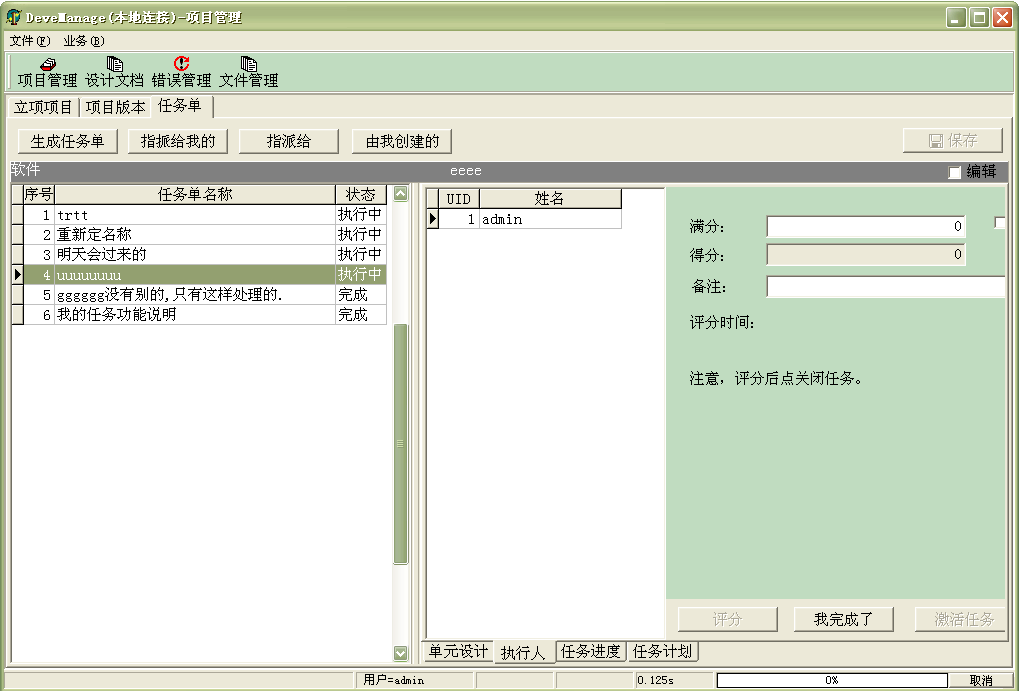 DeveManage(本地连接)-项目管理
文件(F) 业务(B)
项目管理 设计文档 错误管理 文件管理
立项项目 项目版本 任务单
生成任务单 指派给我的 指派给 由我创建的 保存
软件 eeee 编辑
序号 任务单名称 状态
1 trtt 执行中
2 重新定名称 执行中
3 明天会过来的 执行中
4 uuuuuuuu 执行中
5 gggggg没有别的,只有这样处理的. 完成
6 我的任务功能说明 完成
UID 姓名
1 admin
满分: 0
得分: 0
备注:
评分时间:
注意，评分后点关闭任务。
评分 我完成了 激活任务
单元设计 执行人 任务进度 任务计划
用户=admin 0.125s 0% 取消